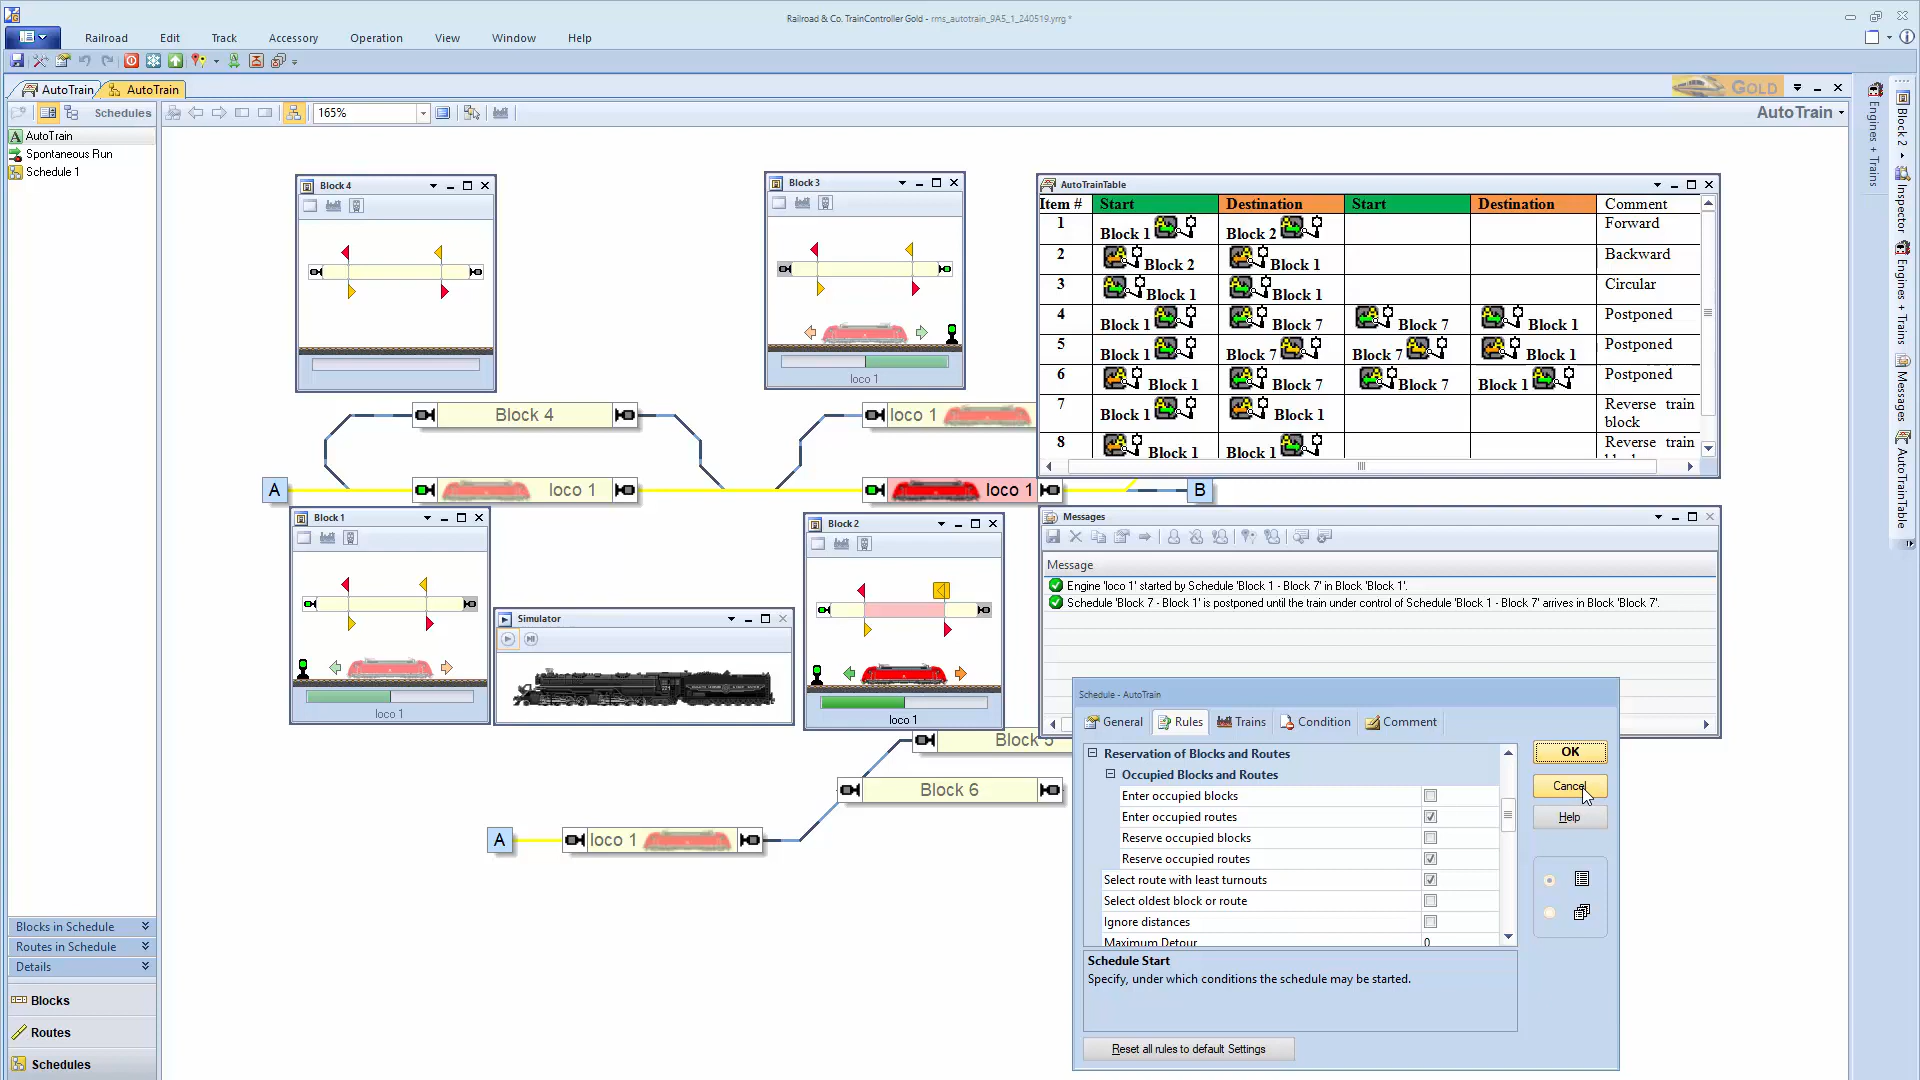 Railroad & Co. TrainController Gold - rms_autotrain_9A5_1_240519.yrrg *
Railroad
Edit
Track
Accessory
Operation
View
Window
Help
AutoTrain
AutoTrain
GOLD
Schedules
165%
AutoTrain
AutoTrain
Spontaneous Run
Schedule 1
Block 4
Block 3
loco 1
AutoTrainTable
Item # Start Destination Start Destination Comment
1 Block 1 Block 2 Forward
2 Block 2 Block 1 Backward
3 Block 1 Block 1 Circular
4 Block 1 Block 7 Block 7 Block 1 Postponed
5 Block 1 Block 7 Block 7 Block 1 Postponed
6 Block 1 Block 7 Block 7 Block 1 Postponed
7 Block 1 Block 1 Reverse train
block
8 Block 1 Block 1 Reverse train
Block 4
loco 1
A
loco 1
loco 1
B
Block 1
loco 1
Simulator
Block 2
loco 1
Messages
Message
Engine 'loco 1' started by Schedule 'Block 1 - Block 7' in Block 'Block 1'.
Schedule 'Block 7 - Block 1' is postponed until the train under control of Schedule 'Block 1 - Block 7' arrives in Block 'Block 7'.
Block 5
Block 6
A
loco 1
Schedule - AutoTrain
General
Rules
Trains
Condition
Comment
Reservation of Blocks and Routes
Occupied Blocks and Routes
Enter occupied blocks
Enter occupied routes
Reserve occupied blocks
Reserve occupied routes
Select route with least turnouts
Select oldest block or route
Ignore distances
Maximum Detour 0
OK
Cancel
Help
Schedule Start
Specify, under which conditions the schedule may be started.
Reset all rules to default Settings
Blocks in Schedule
Routes in Schedule
Details
Blocks
Routes
Schedules
Engines + Trains
Block 2
Inspector
Engines + Trains
Messages
AutoTrainTable